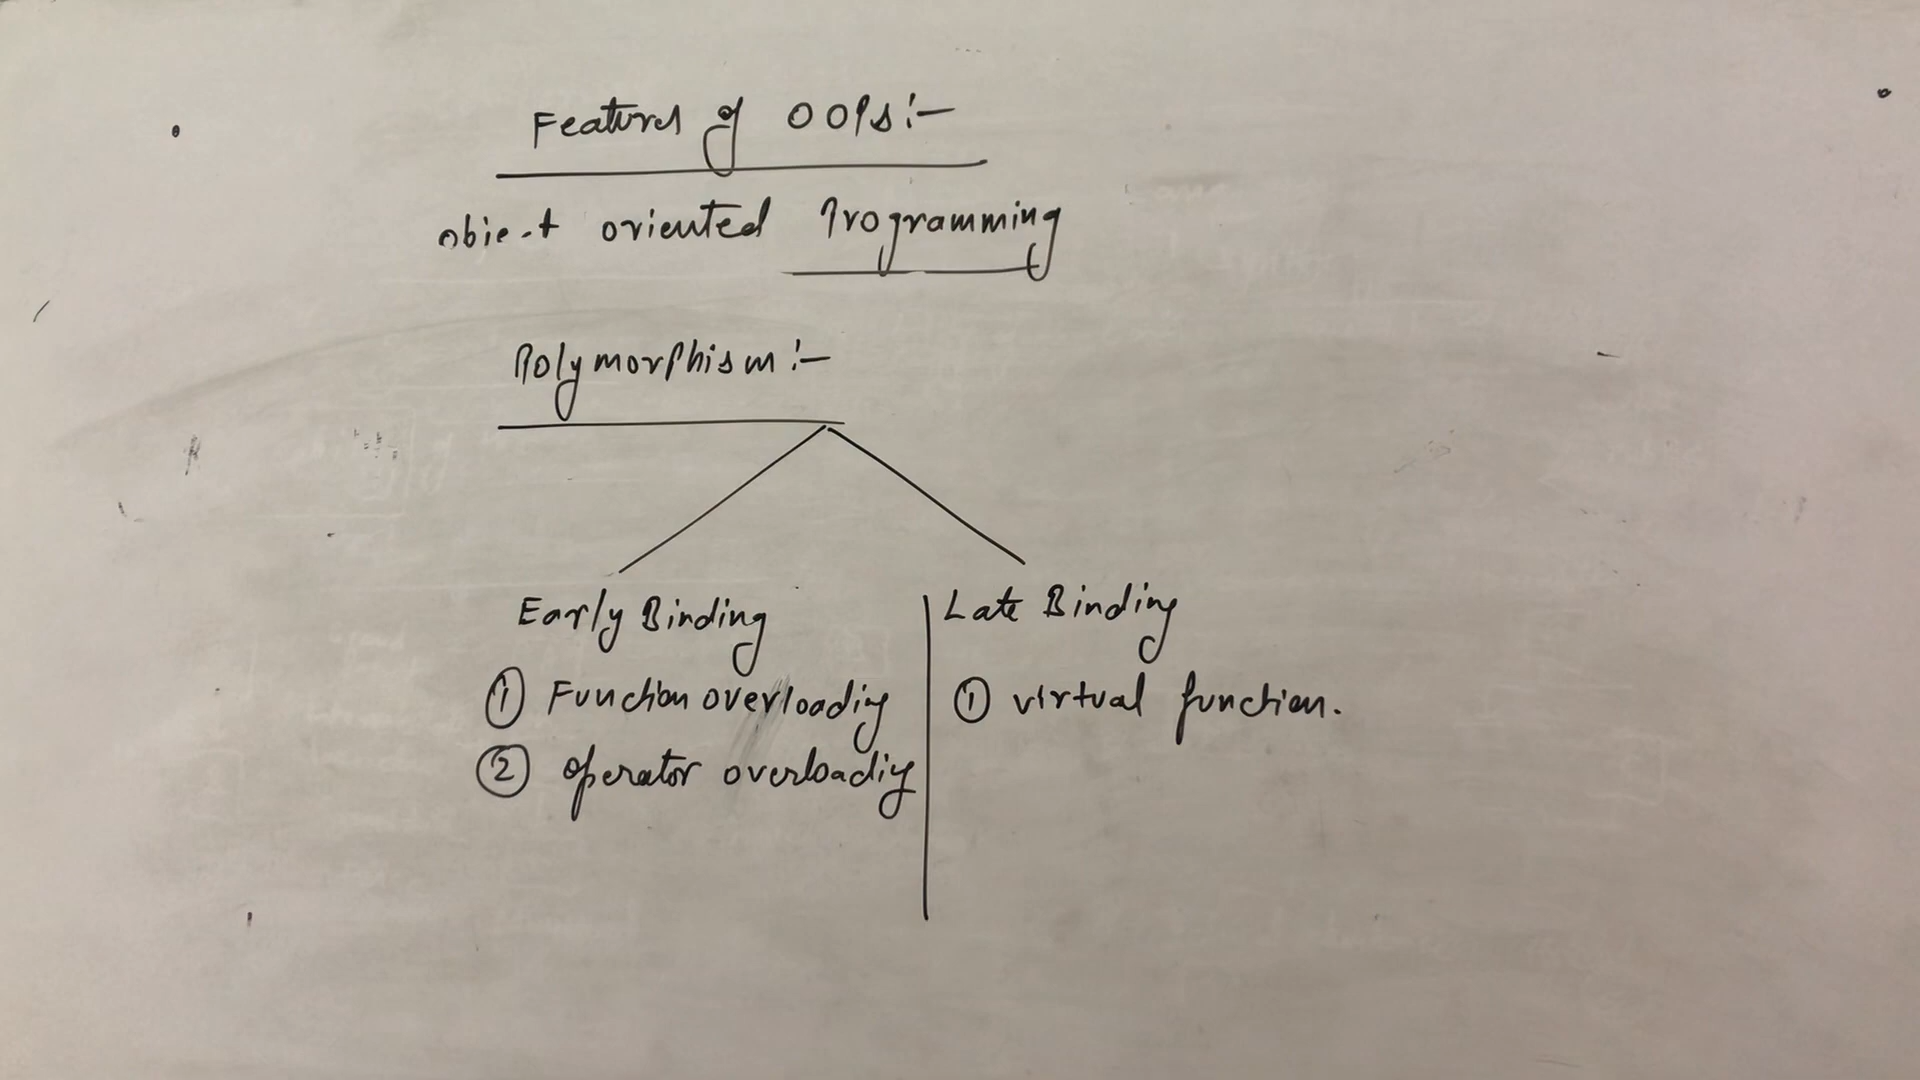 Features of OOPs:-
object oriented Programming
Polymorphism:-
Early Binding
① Function overloading
② operator overloading
Late Binding
① virtual function.